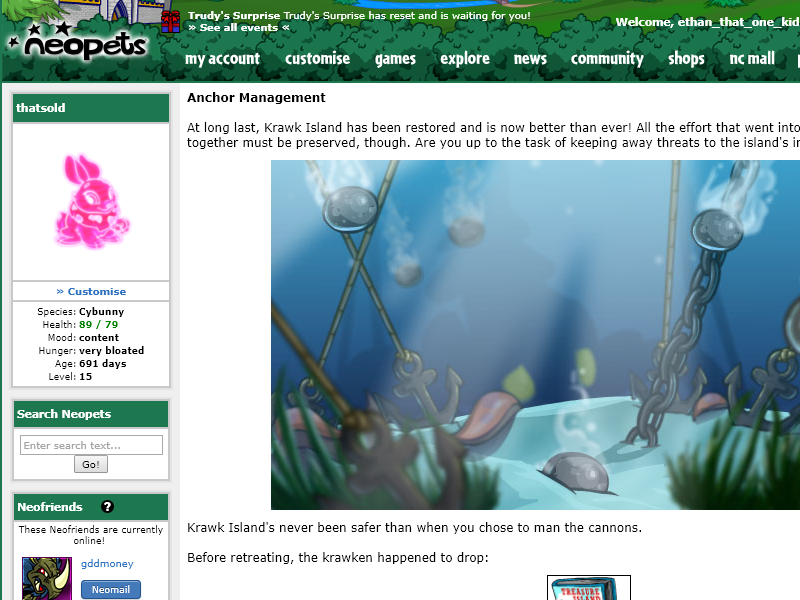 Trudy's Surprise Trudy's Surprise has reset and is waiting for you!
» See all events «
Welcome, ethan_that_one_kid
neopets
my account customise games explore news community shops nc mall
thatsold
» Customise
Species: Cybunny
Health: 89 / 79
Mood: content
Hunger: very bloated
Age: 691 days
Level: 15
Search Neopets
Enter search text...
Go!
Neofriends ?
These Neofriends are currently
online!
gddmoney
Neomail
Anchor Management
At long last, Krawk Island has been restored and is now better than ever! All the effort that went into
together must be preserved, though. Are you up to the task of keeping away threats to the island's
Krawk Island's never been safer than when you chose to man the cannons.
Before retreating, the krawken happened to drop:
TREASURE
ISLAND